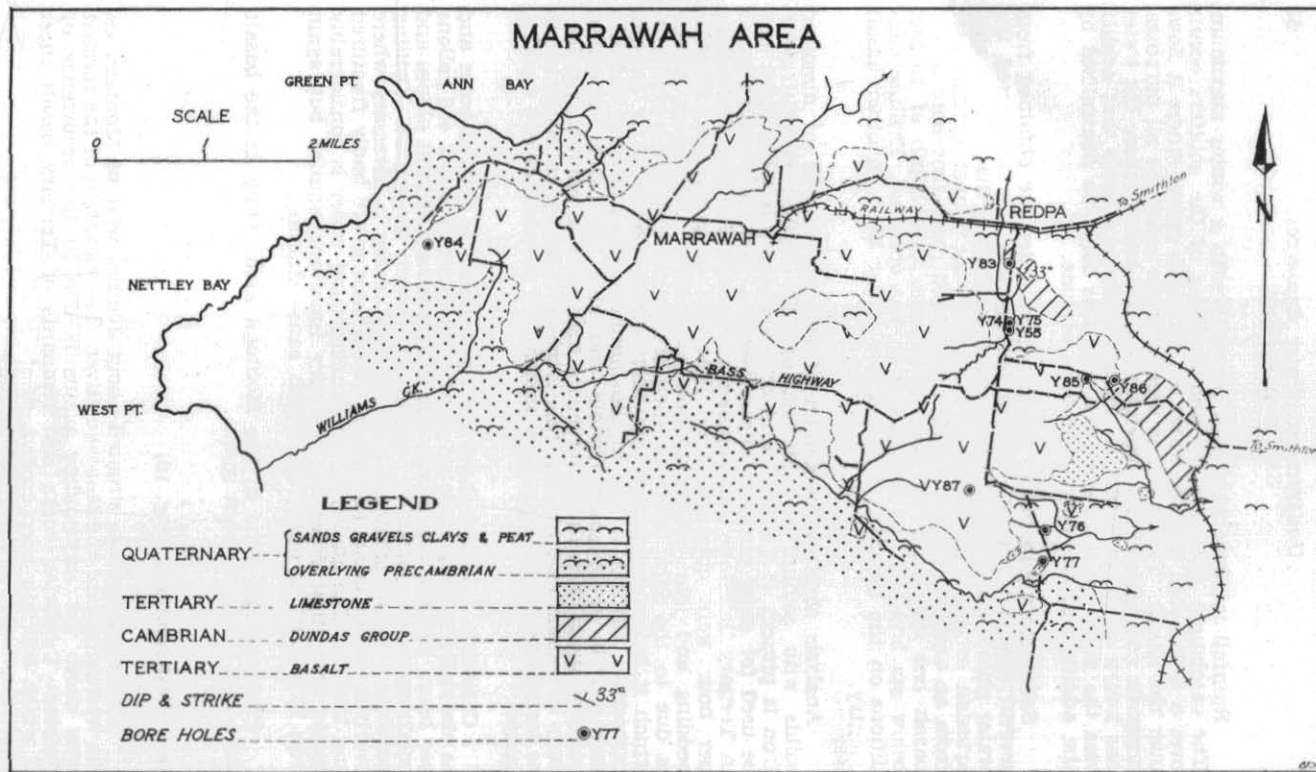 MARRAWAH AREA
GREEN PT.
ANN BAY
SCALE
0 2 MILES
To Smithton
RAILWAY
REDPA
N
MARRAWAH
Y84
Y83
33°
NETTLEY BAY
Y74 Y75
Y58
BASS HIGHWAY
Y85
Y86
WEST PT.
WILLIAMS CK.
To Smithton
Y87
Y76
Y77
LEGEND
QUATERNARY
SANDS GRAVELS CLAYS & PEAT
OVERLYING PRECAMBRIAN
TERTIARY LIMESTONE
CAMBRIAN DUNDAS GROUP
TERTIARY BASALT
V V
DIP & STRIKE 33°
BORE HOLES Y77